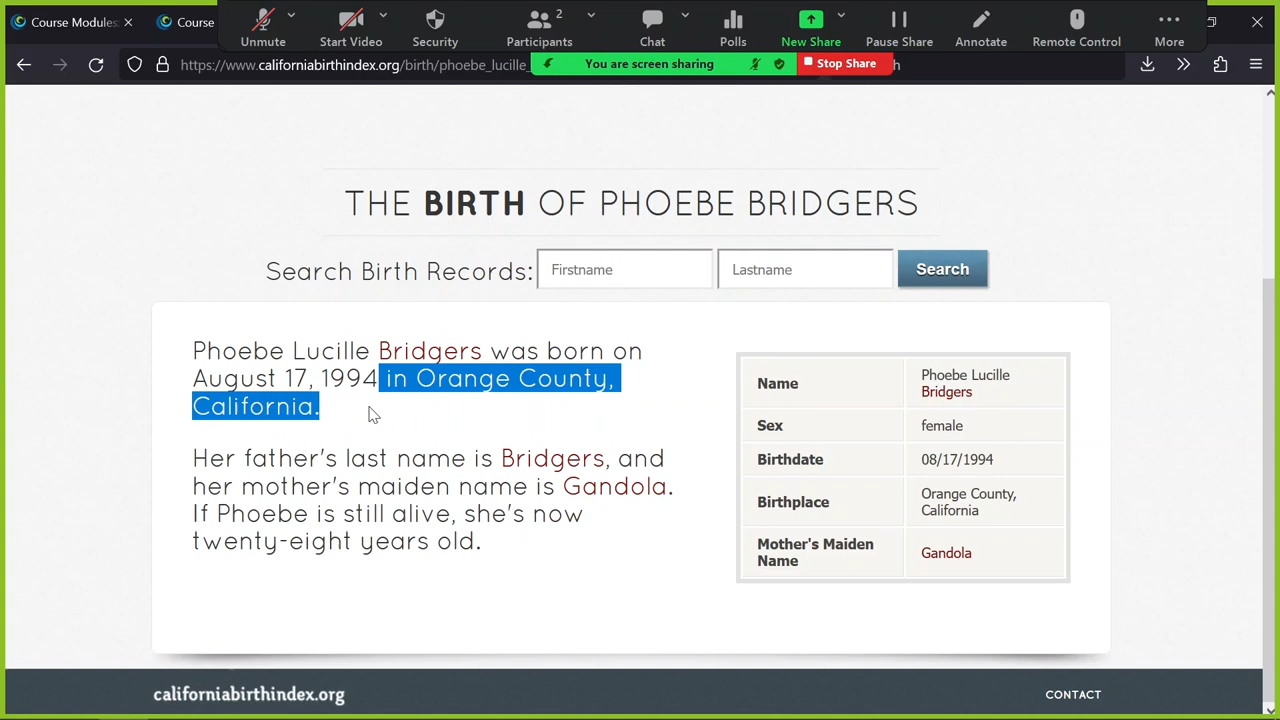 Course Modules:
Course
Unmute
Start Video
Security
2
Participants
Chat
Polls
New Share
Pause Share
Annotate
Remote Control
More
https://www.californiabirthindex.org/birth/phoebe_lucille_
You are screen sharing
Stop Share
THE BIRTH OF PHOEBE BRIDGERS
Search Birth Records:
Firstname
Lastname
Search
Phoebe Lucille Bridgers was born on
August 17, 1994 in Orange County,
California.
Her father's last name is Bridgers, and
her mother's maiden name is Gandola.
If Phoebe is still alive, she's now
twenty-eight years old.
Name
Phoebe Lucille
Bridgers
Sex
female
Birthdate
08/17/1994
Birthplace
Orange County,
California
Mother's Maiden
Name
Gandola
californiabirthindex.org
CONTACT